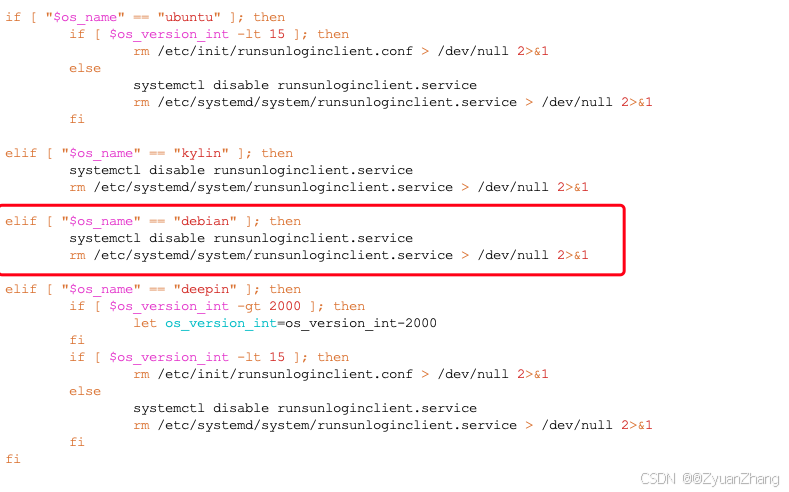 if [ "$os_name" == "ubuntu" ]; then
        if [ $os_version_int -lt 15 ]; then
                rm /etc/init/runsunloginclient.conf > /dev/null 2>&1
        else
                systemctl disable runsunloginclient.service
                rm /etc/systemd/system/runsunloginclient.service > /dev/null 2>&1
        fi
elif [ "$os_name" == "kylin" ]; then
        systemctl disable runsunloginclient.service
        rm /etc/systemd/system/runsunloginclient.service > /dev/null 2>&1
elif [ "$os_name" == "debian" ]; then
        systemctl disable runsunloginclient.service
        rm /etc/systemd/system/runsunloginclient.service > /dev/null 2>&1
elif [ "$os_name" == "deepin" ]; then
        if [ $os_version_int -gt 2000 ]; then
                let os_version_int=os_version_int-2000
        fi
        if [ $os_version_int -lt 15 ]; then
                rm /etc/init/runsunloginclient.conf > /dev/null 2>&1
        else
                systemctl disable runsunloginclient.service
                rm /etc/systemd/system/runsunloginclient.service > /dev/null 2>&1
        fi
fi
CSDN @@ZyuanZhang